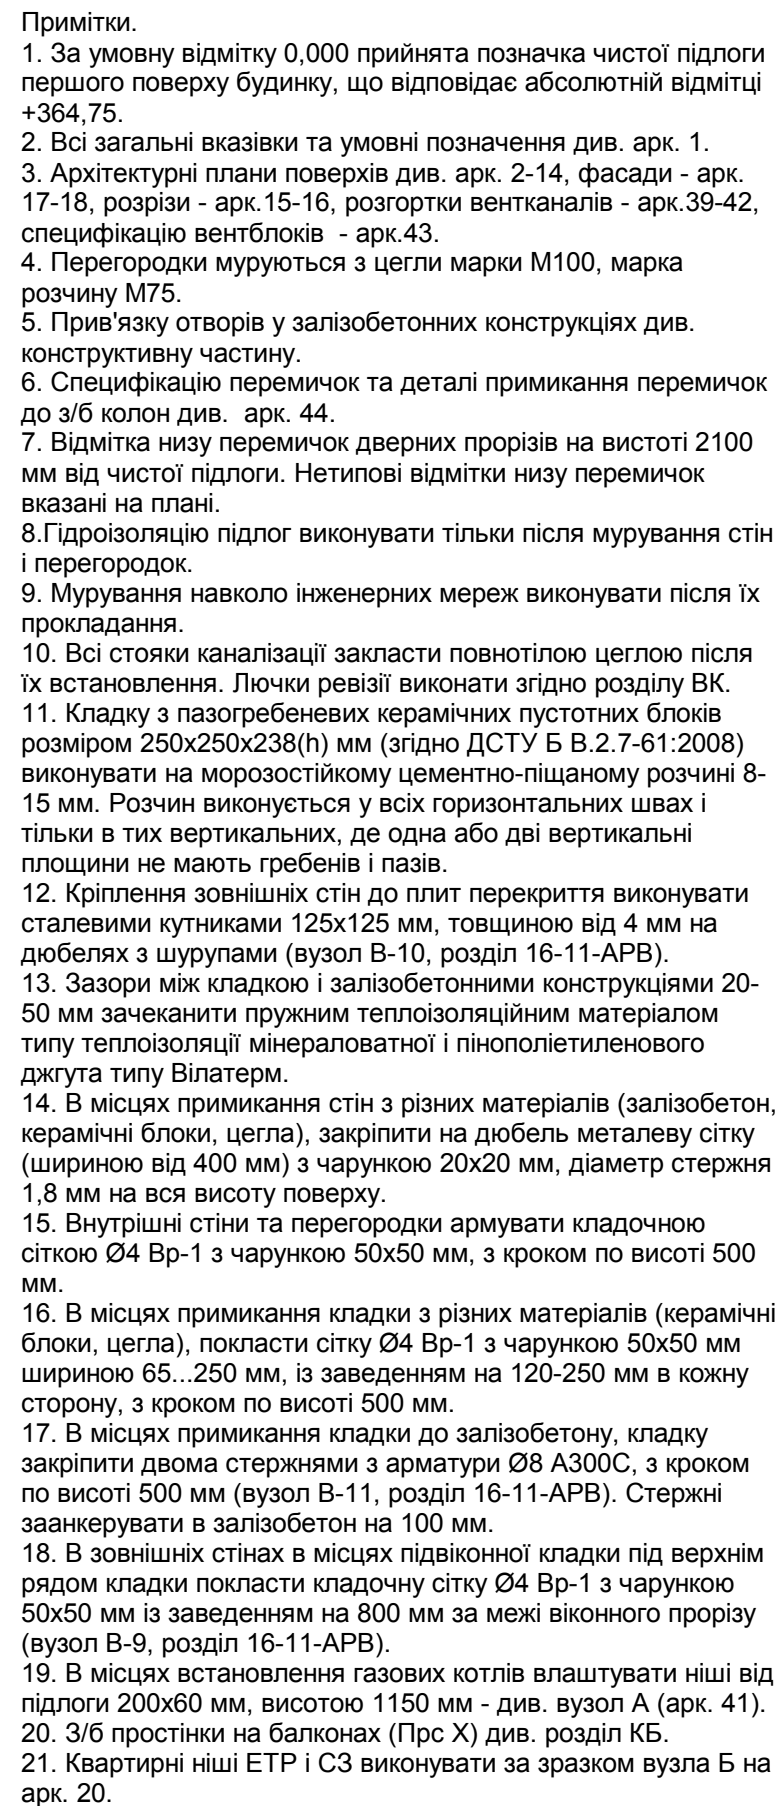 Примітки.
1. За умовну відмітку 0,000 прийнята позначка чистої підлоги
першого поверху будинку, що відповідає абсолютній відмітці
+364,75.
2. Всі загальні вказівки та умовні позначення див. арк. 1.
3. Архітектурні плани поверхів див. арк. 2-14, фасади - арк.
17-18, розрізи - арк.15-16, розгортки вентканалів - арк.39-42,
специфікацію вентблоків  - арк.43.
4. Перегородки муруються з цегли марки М100, марка
розчину М75.
5. Прив'язку отворів у залізобетонних конструкціях див.
конструктивну частину.
6. Специфікацію перемичок та деталі примикання перемичок
до з/б колон див.  арк. 44.
7. Відмітка низу перемичок дверних прорізів на вистоті 2100
мм від чистої підлоги. Нетипові відмітки низу перемичок
вказані на плані.
8.Гідроізоляцію підлог виконувати тільки після мурування стін
і перегородок.
9. Мурування навколо інженерних мереж виконувати після їх
прокладання.
10. Всі стояки каналізації закласти повнотілою цеглою після
їх встановлення. Лючки ревізії виконати згідно розділу ВК.
11. Кладку з пазогребеневих керамічних пустотних блоків
розміром 250х250х238(h) мм (згідно ДСТУ Б В.2.7-61:2008)
виконувати на морозостійкому цементно-піщаному розчині 8-
15 мм. Розчин виконується у всіх горизонтальних швах і
тільки в тих вертикальних, де одна або дві вертикальні
площини не мають гребенів і пазів.
12. Кріплення зовнішніх стін до плит перекриття виконувати
сталевими кутниками 125х125 мм, товщиною від 4 мм на
дюбелях з шурупами (вузол В-10, розділ 16-11-АРВ).
13. Зазори між кладкою і залізобетонними конструкціями 20-
50 мм зачеканити пружним теплоізоляційним матеріалом
типу теплоізоляції мінераловатної і пінополіетиленового
джгута типу Вілатерм.
14. В місцях примикання стін з різних матеріалів (залізобетон,
керамічні блоки, цегла), закріпити на дюбель металеву сітку
(шириною від 400 мм) з чарункою 20х20 мм, діаметр стержня
1,8 мм на вся висоту поверху.
15. Внутрішні стіни та перегородки армувати кладочною
сіткою Ø4 Вр-1 з чарункою 50х50 мм, з кроком по висоті 500
мм.
16. В місцях примикання кладки з різних матеріалів (керамічні
блоки, цегла), покласти сітку Ø4 Вр-1 з чарункою 50х50 мм
шириною 65...250 мм, із заведенням на 120-250 мм в кожну
сторону, з кроком по висоті 500 мм.
17. В місцях примикання кладки до залізобетону, кладку
закріпити двома стержнями з арматури Ø8 А300С, з кроком
по висоті 500 мм (вузол В-11, розділ 16-11-АРВ). Стержні
заанкерувати в залізобетон на 100 мм.
18. В зовнішніх стінах в місцях підвіконної кладки під верхнім
рядом кладки покласти кладочну сітку Ø4 Вр-1 з чарункою
50х50 мм із заведенням на 800 мм за межі віконного прорізу
(вузол В-9, розділ 16-11-АРВ).
19. В місцях встановлення газових котлів влаштувати ніші від
підлоги 200х60 мм, висотою 1150 мм - див. вузол А (арк. 41).
20. З/б простінки на балконах (Прс Х) див. розділ КБ.
21. Квартирні ніші ЕТР і СЗ виконувати за зразком вузла Б на
арк. 20.